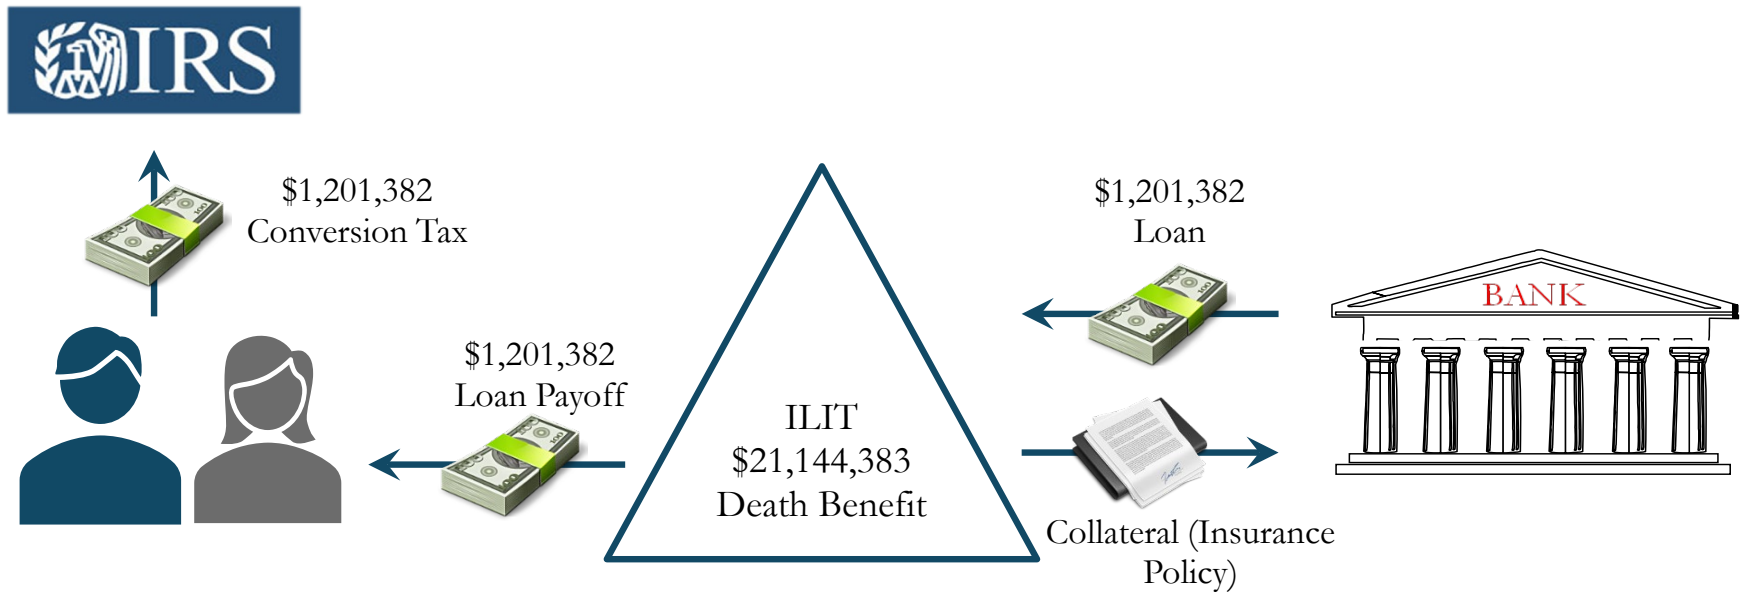 IRS
$1,201,382
Conversion Tax
$1,201,382
Loan Payoff
ILIT
$21,144,383
Death Benefit
$1,201,382
Loan
BANK
Collateral (Insurance
Policy)